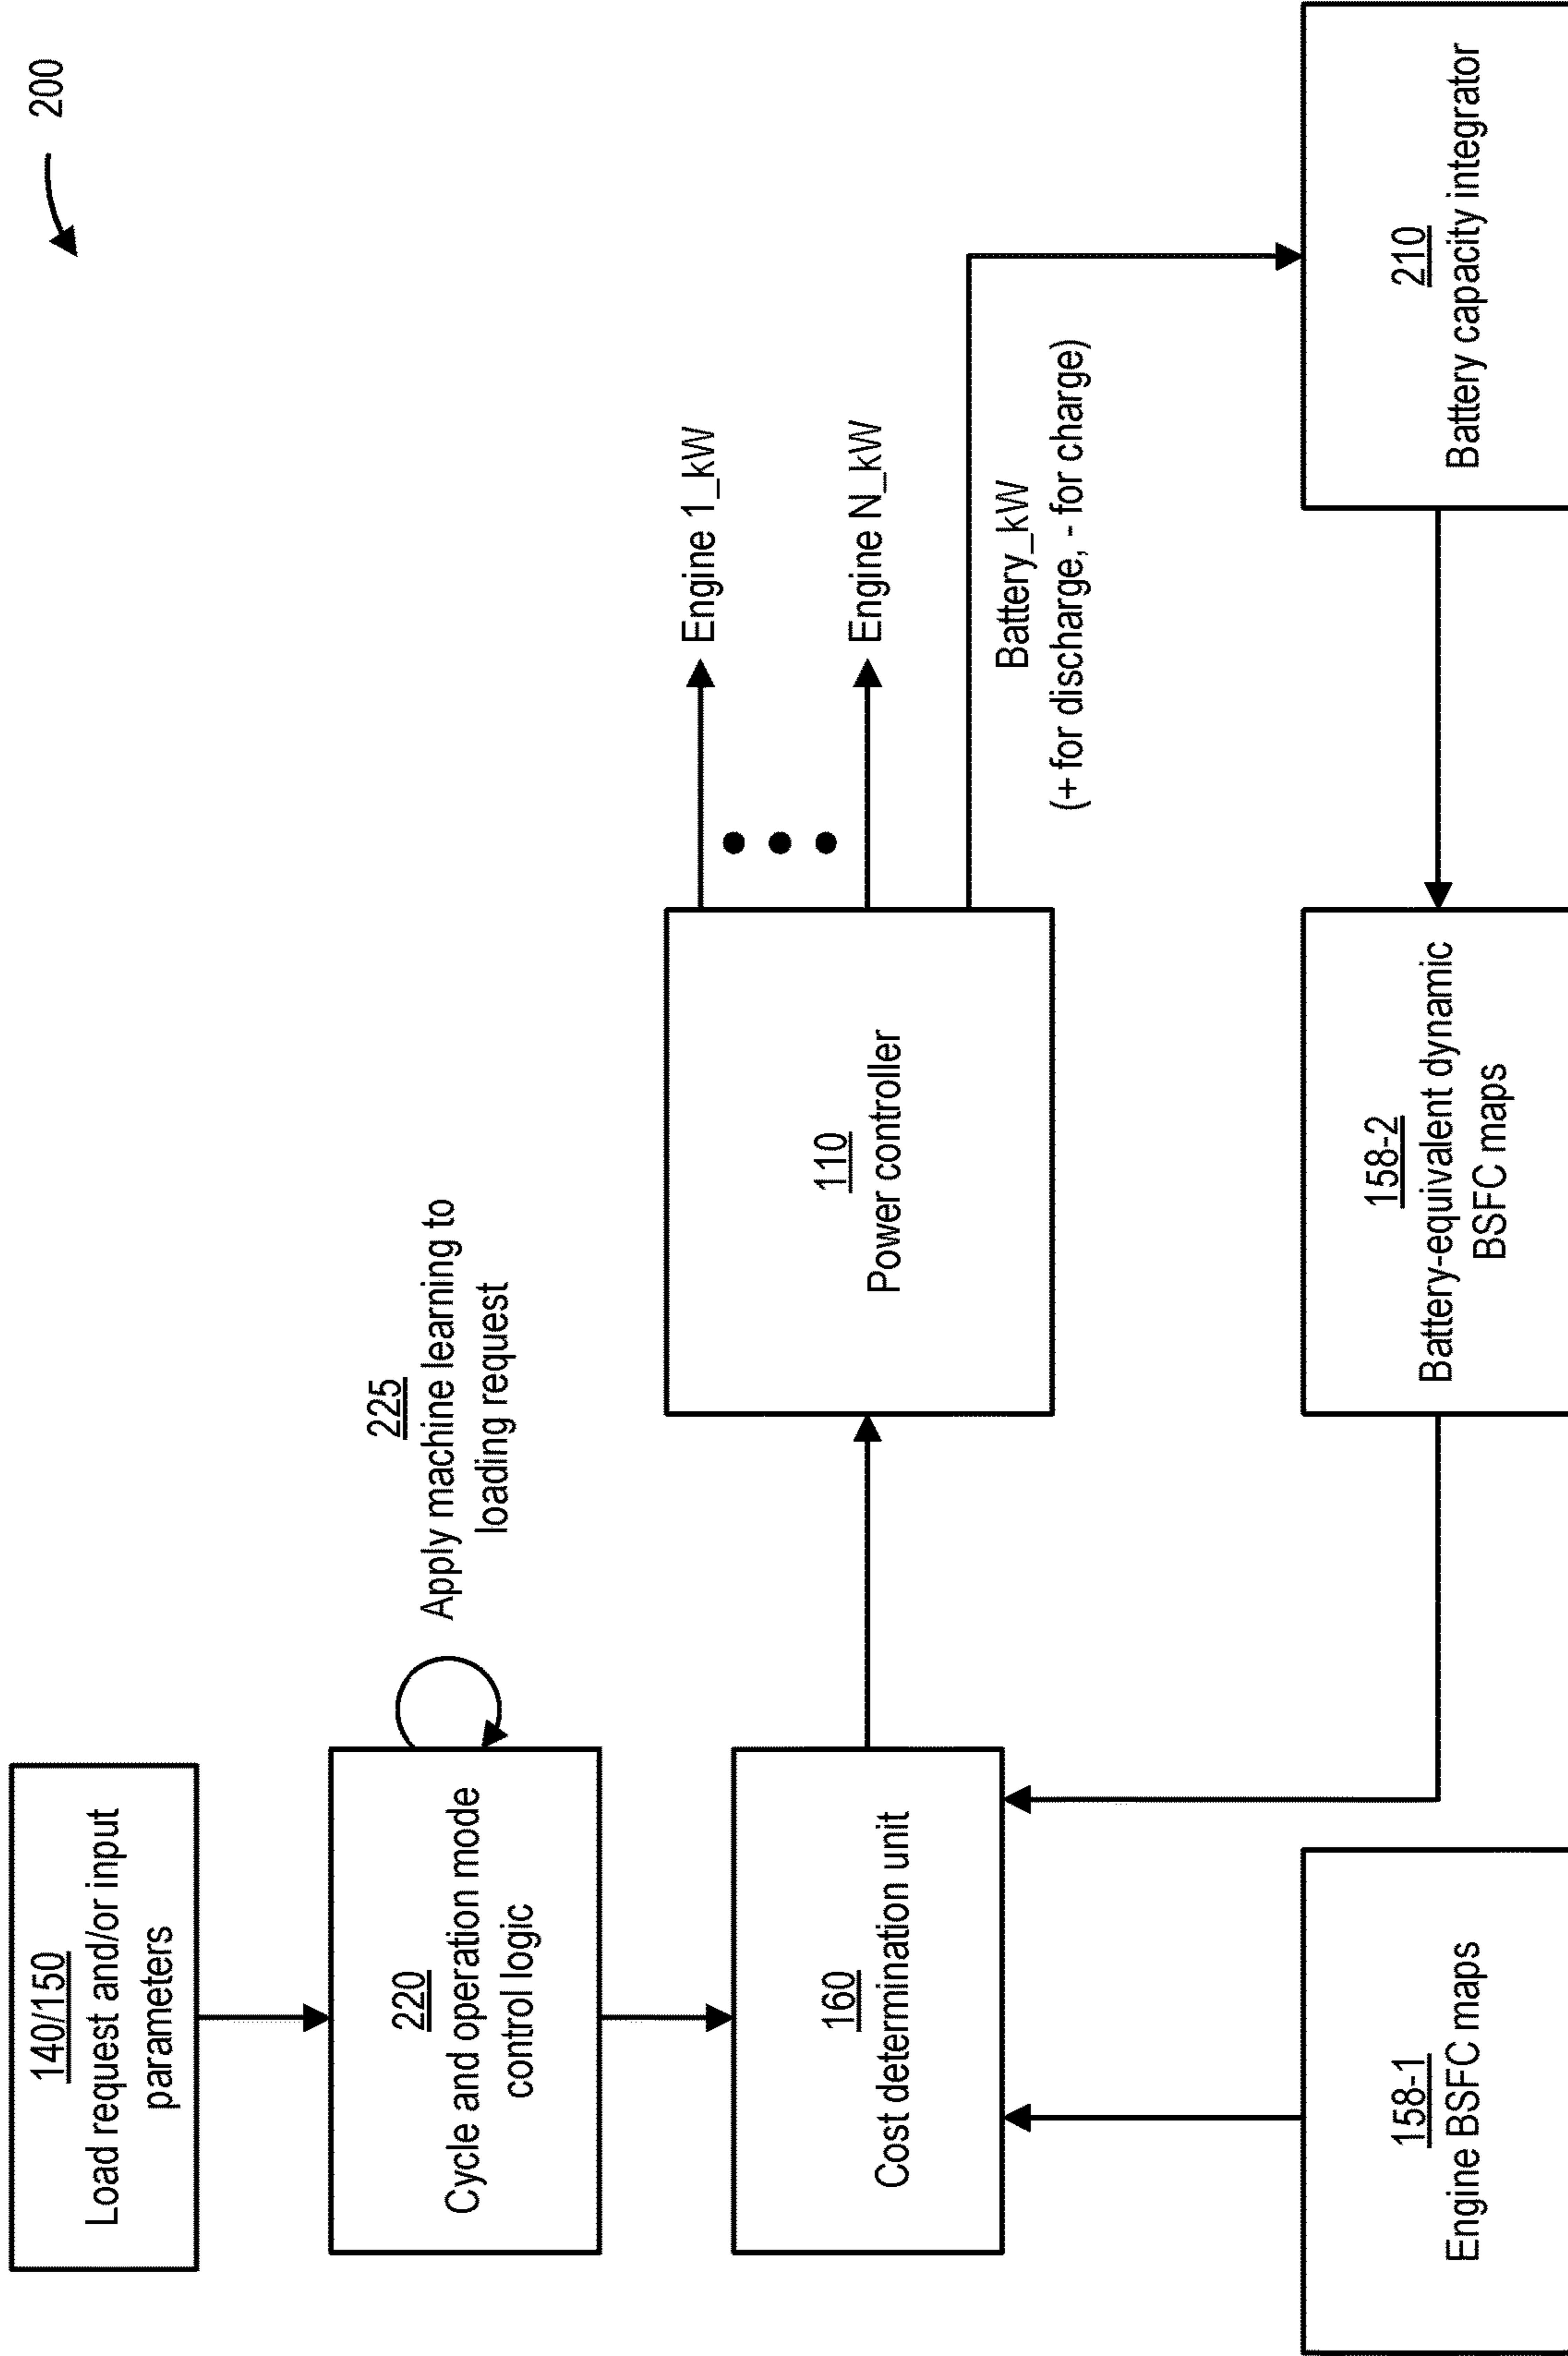 200
140/150
Load request and/or input
parameters
220
Cycle and operation mode
control logic
225
Apply machine learning to
loading request
160
Cost determination unit
110
Power controller
Engine 1_kW
Engine N_kW
Battery_kW
(+ for discharge, - for charge)
158-1
Engine BSFC maps
158-2
Battery-equivalent dynamic
BSFC maps
210
Battery capacity integrator